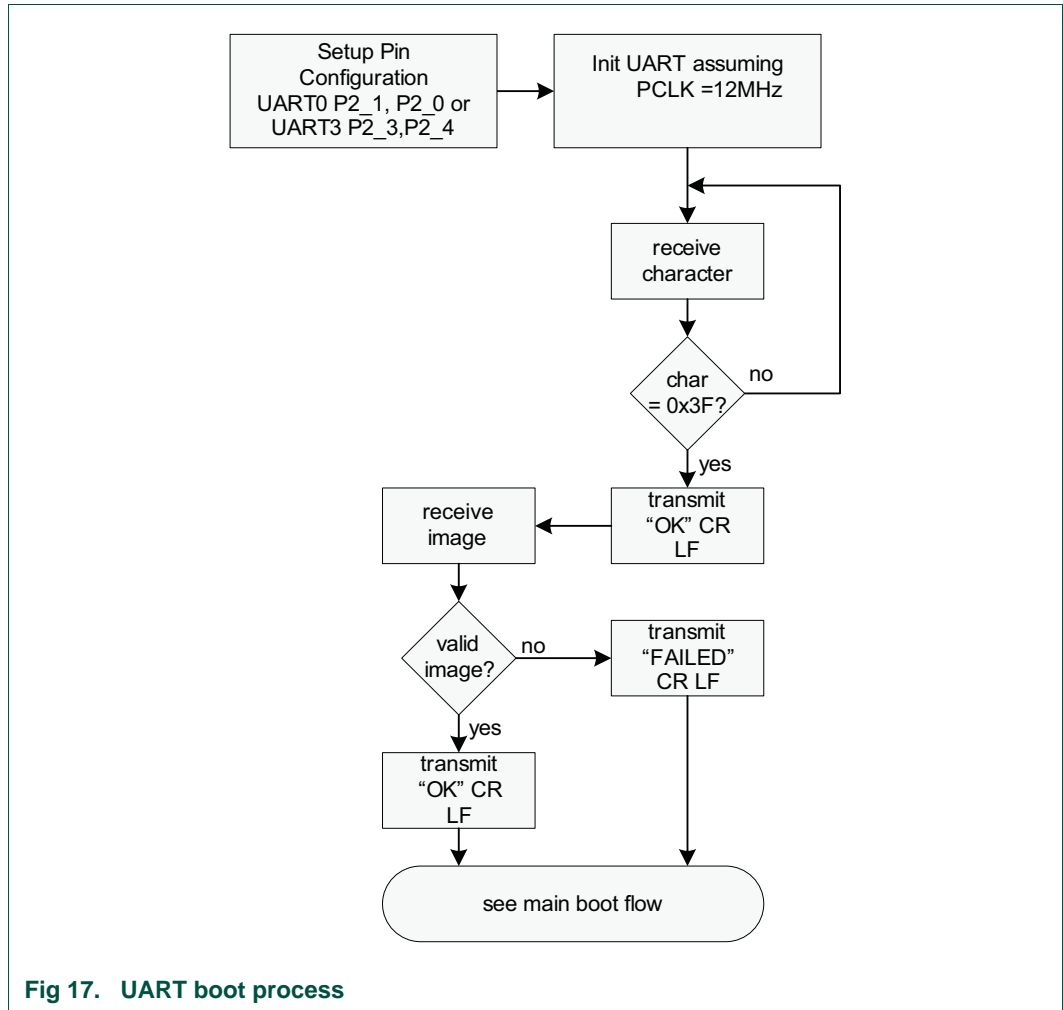 Setup Pin
Configuration
UART0 P2_1, P2_0 or
UART3 P2_3,P2_4
Init UART assuming
PCLK =12MHz
receive
character
char
= 0x3F?
no
yes
transmit
“OK” CR
LF
receive
image
valid
image?
no
transmit
“FAILED”
CR LF
yes
transmit
“OK” CR
LF
see main boot flow
Fig 17. UART boot process